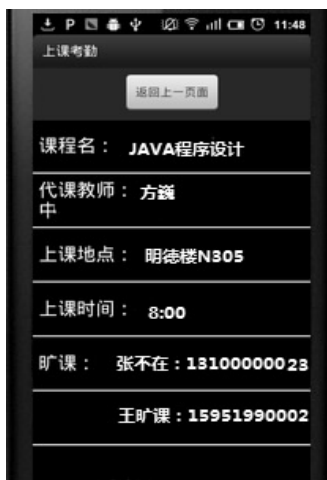 11:48
上课考勤
返回上一页面
课程名： JAVA程序设计
代课教师： 方巍
中
上课地点： 明德楼N305
上课时间： 8:00
旷课： 张不在：13100000023
王旷课：15951990002